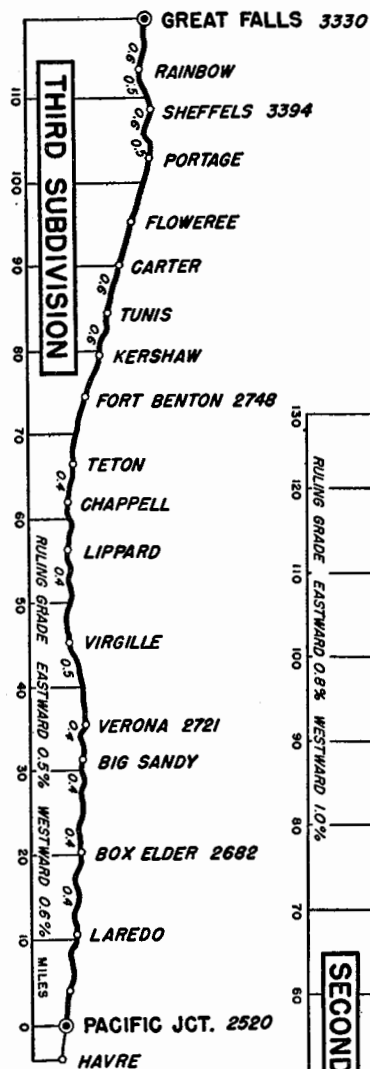 GREAT FALLS 3330
0.6
RAINBOW
0.5
110
SHEFFELS 3394
0.6
0.5
PORTAGE
100
THIRD SUBDIVISION
FLOWEREE
90
CARTER
0.6
TUNIS
0.6
80
KERSHAW
FORT BENTON 2748
70
TETON
0.4
CHAPPELL
60
LIPPARD
0.4
50
VIRGILLE
0.5
40
VERONA 2721
0.4
BIG SANDY
30
0.4
0.4
BOX ELDER 2682
20
0.4
LAREDO
10
0
PACIFIC JCT. 2520
HAVRE
RULING GRADE EASTWARD 0.5% WESTWARD 0.6%
MILES
130
120
110
100
90
80
70
60
RULING GRADE EASTWARD 0.8% WESTWARD 1.0%
SECOND